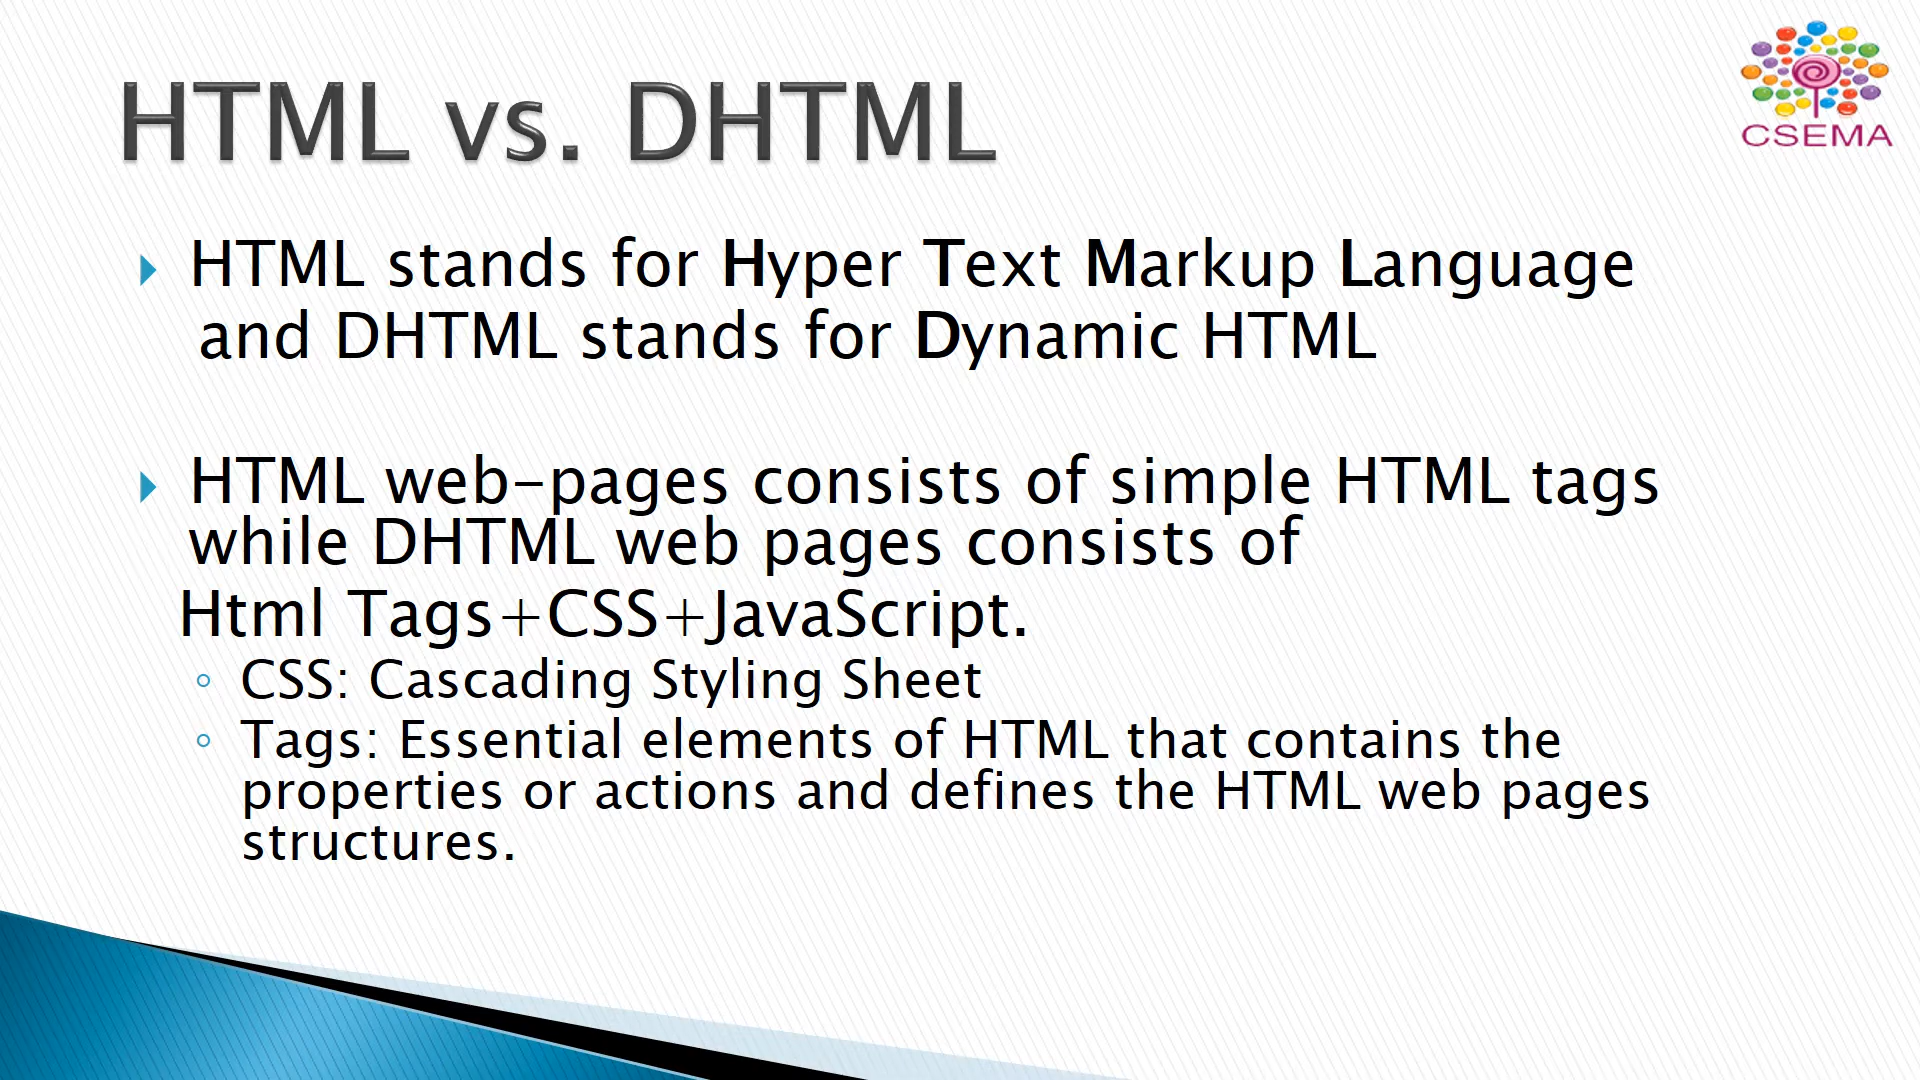 HTML vs. DHTML
CSEMA
HTML stands for Hyper Text Markup Language
and DHTML stands for Dynamic HTML
HTML web-pages consists of simple HTML tags
while DHTML web pages consists of
Html Tags+CSS+JavaScript.
CSS: Cascading Styling Sheet
Tags: Essential elements of HTML that contains the
properties or actions and defines the HTML web pages
structures.